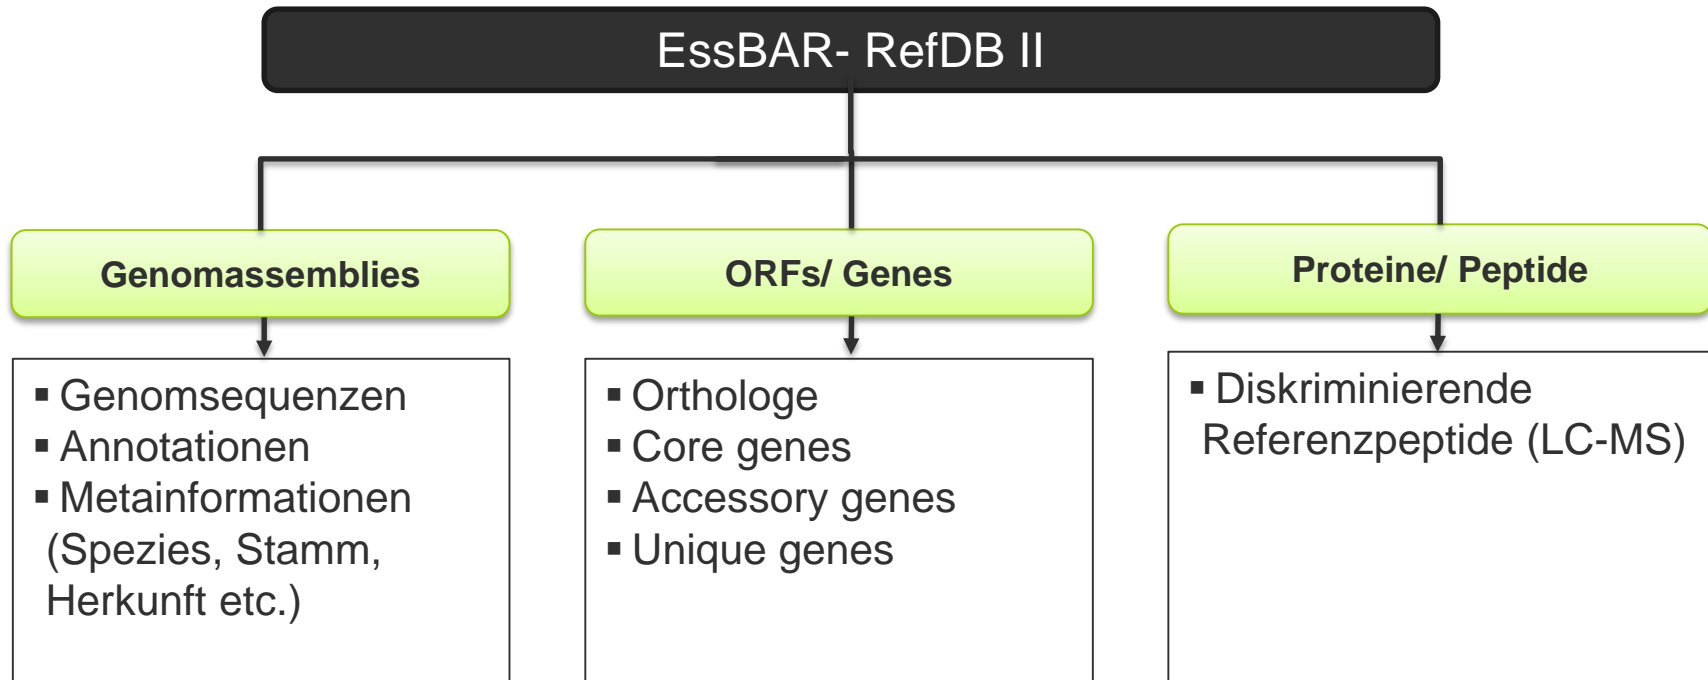 EssBAR- RefDB II
Genomassemblies
▪ Genomsequenzen
▪ Annotationen
▪ Metainformationen
(Spezies, Stamm,
Herkunft etc.)
ORFs/ Genes
▪ Orthologe
▪ Core genes
▪ Accessory genes
▪ Unique genes
Proteine/ Peptide
▪ Diskriminierende
Referenzpeptide (LC-MS)